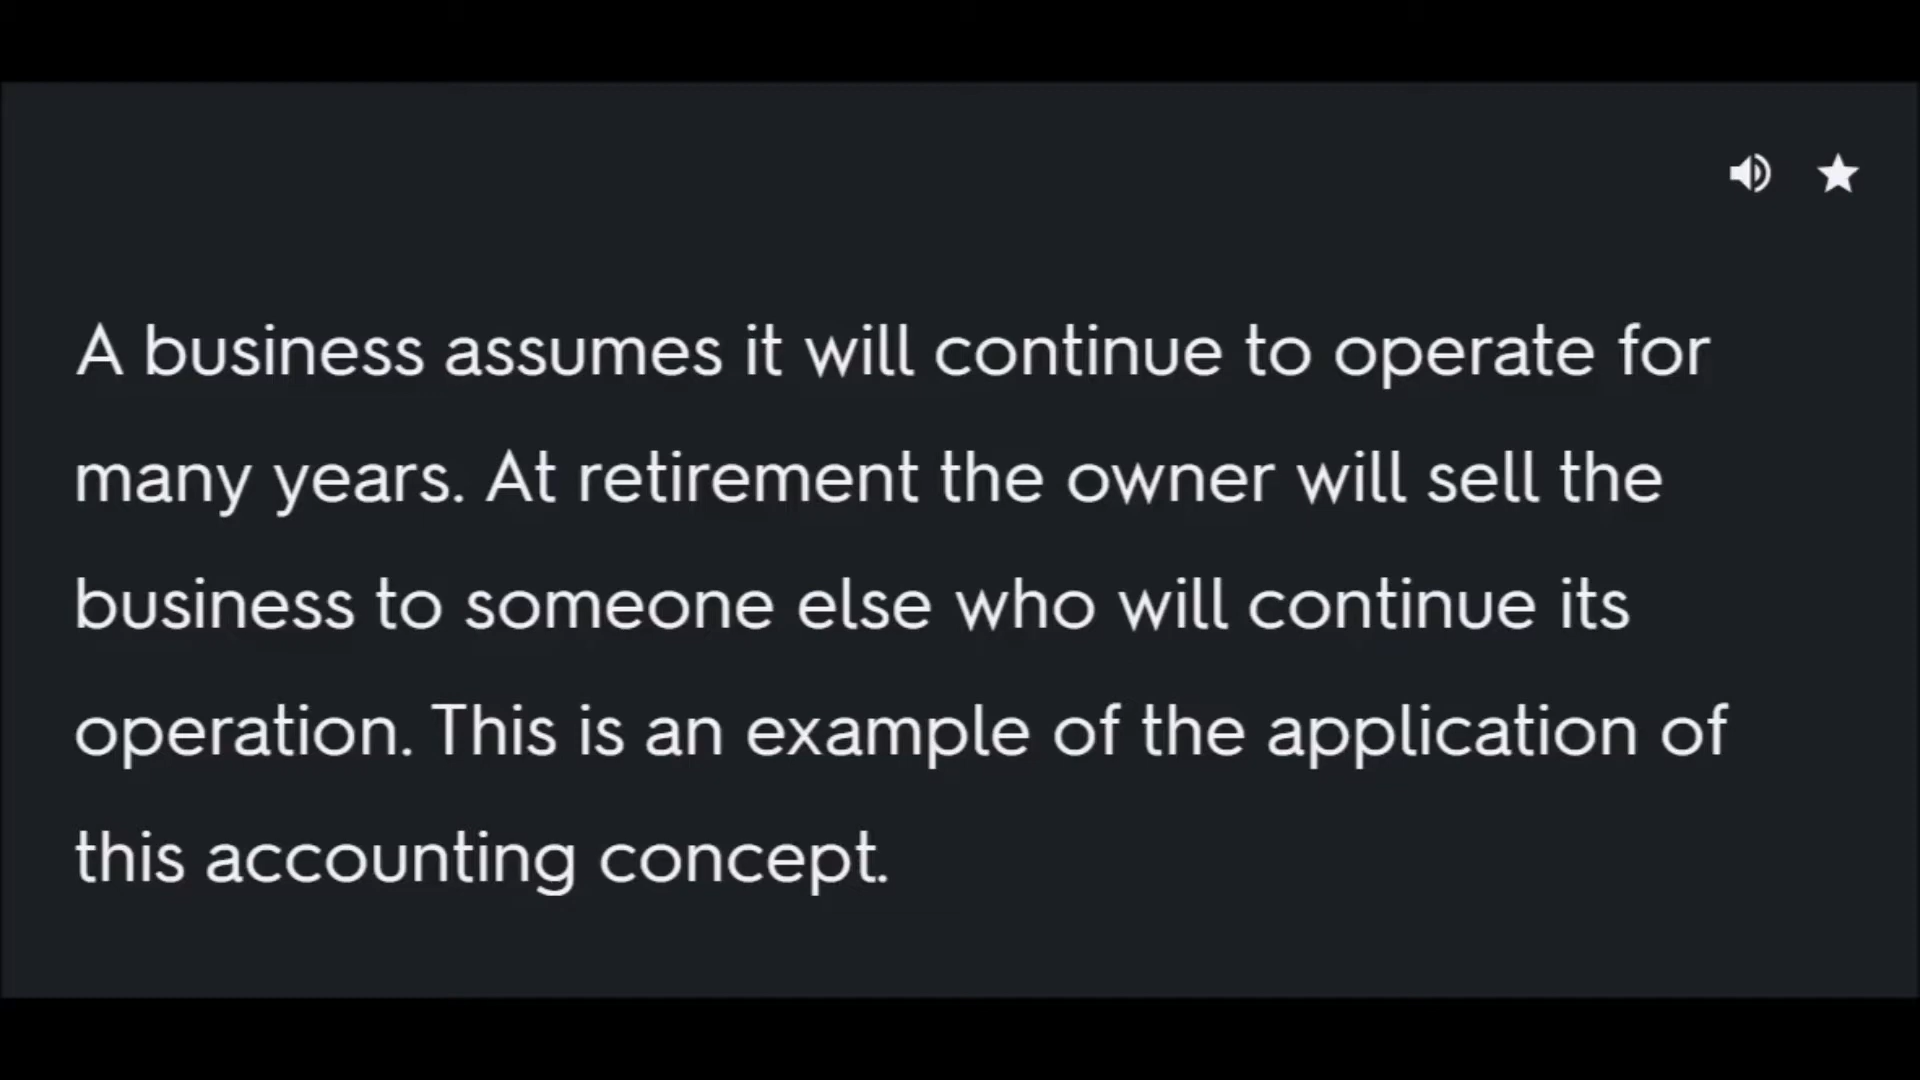 A business assumes it will continue to operate for
many years. At retirement the owner will sell the
business to someone else who will continue its
operation. This is an example of the application of
this accounting concept.